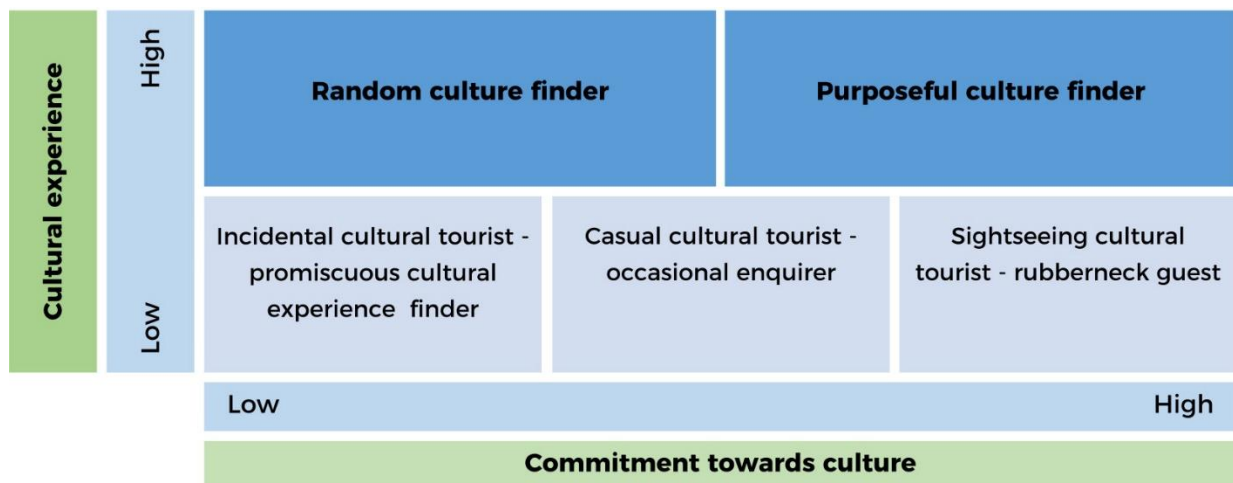 Cultural experience
High
Low
Random culture finder
Purposeful culture finder
Incidental cultural tourist -
promiscuous cultural
experience finder
Casual cultural tourist -
occasional enquirer
Sightseeing cultural
tourist - rubberneck guest
Low
High
Commitment towards culture